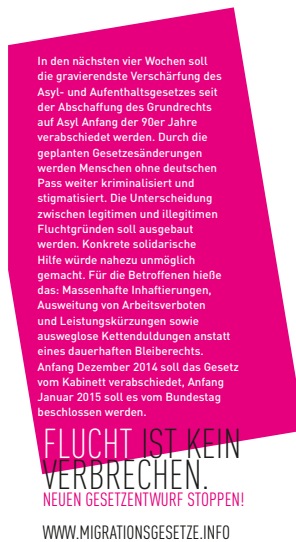 In den nächsten vier Wochen soll
die gravierendste Verschärfung des
Asyl- und Aufenthaltsgesetzes seit
der Abschaffung des Grundrechts
auf Asyl Anfang der 90er Jahre
verabschiedet werden. Durch die
geplanten Gesetzesänderungen
werden Menschen ohne deutschen
Pass weiter kriminalisiert und
stigmatisiert. Die Unterscheidung
zwischen legitimen und illegitimen
Fluchtgründen soll ausgebaut
werden. Konkrete solidarische
Hilfe würde nahezu unmöglich
gemacht. Für die Betroffenen hieße
das: Massenhafte Inhaftierungen,
Ausweitung von Arbeitsverboten
und Leistungskürzungen sowie
ausweglose Kettenduldungen anstatt
eines dauerhaften Bleiberechts.
Anfang Dezember 2014 soll das Gesetz
vom Kabinett verabschiedet, Anfang
Januar 2015 soll es vom Bundestag
beschlossen werden.
FLUCHT IST KEIN
VERBRECHEN.
NEUEN GESETZENTWURF STOPPEN!
WWW.MIGRATIONSGESETZE.INFO